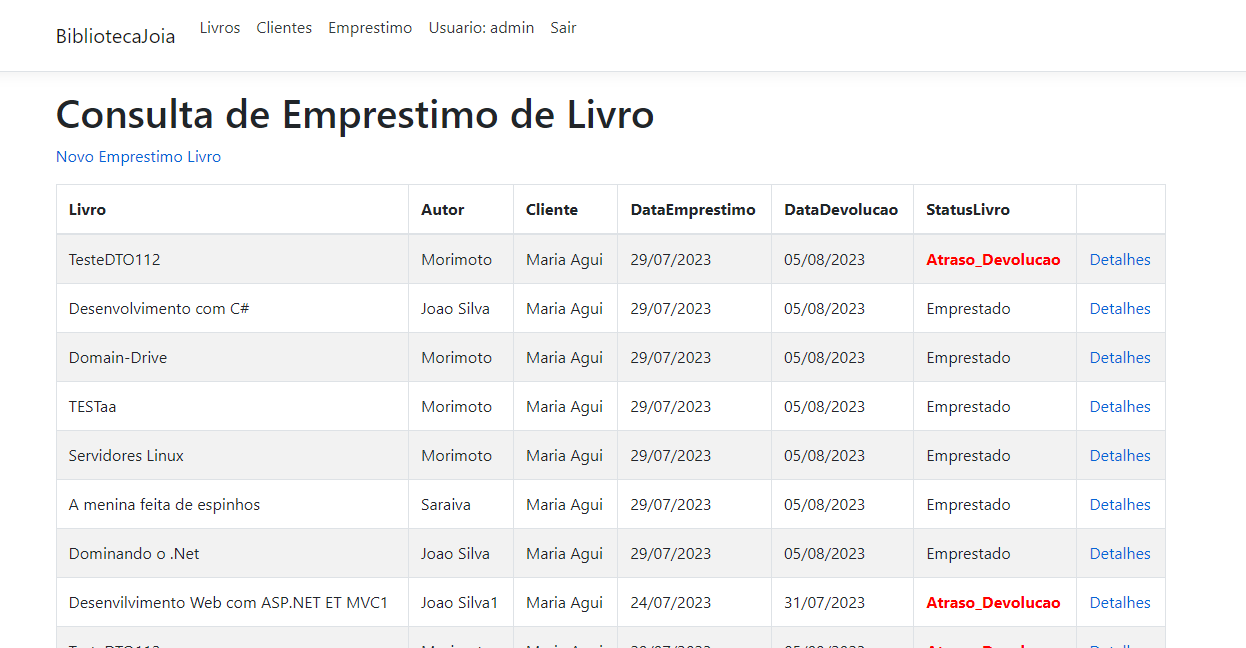 BibliotecaJoia Livros Clientes Emprestimo Usuario: admin Sair
Consulta de Emprestimo de Livro
Novo Emprestimo Livro
Livro Autor Cliente DataEmprestimo DataDevolucao StatusLivro
TesteDTO112 Morimoto Maria Agui 29/07/2023 05/08/2023 Atraso_Devolucao Detalhes
Desenvolvimento com C# Joao Silva Maria Agui 29/07/2023 05/08/2023 Emprestado Detalhes
Domain-Drive Morimoto Maria Agui 29/07/2023 05/08/2023 Emprestado Detalhes
TESTaa Morimoto Maria Agui 29/07/2023 05/08/2023 Emprestado Detalhes
Servidores Linux Morimoto Maria Agui 29/07/2023 05/08/2023 Emprestado Detalhes
A menina feita de espinhos Saraiva Maria Agui 29/07/2023 05/08/2023 Emprestado Detalhes
Dominando o .Net Joao Silva Maria Agui 29/07/2023 05/08/2023 Emprestado Detalhes
Desenvilvimento Web com ASP.NET ET MVC1 Joao Silva1 Maria Agui 24/07/2023 31/07/2023 Atraso_Devolucao Detalhes